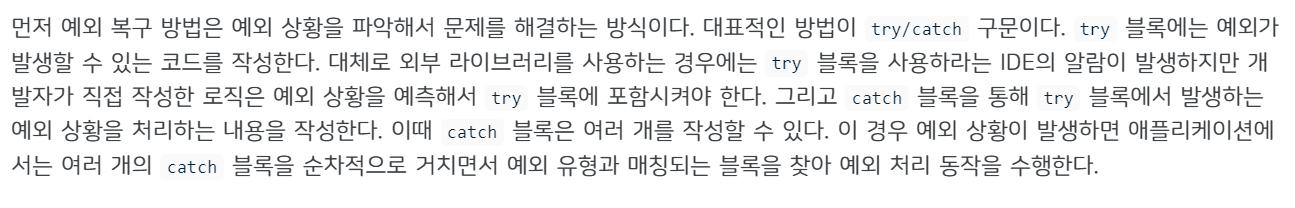 먼저 예외 복구 방법은 예외 상황을 파악해서 문제를 해결하는 방식이다. 대표적인 방법이 try/catch 구문이다. try 블록에는 예외가
발생할 수 있는 코드를 작성한다. 대체로 외부 라이브러리를 사용하는 경우에는 try 블록을 사용하라는 IDE의 알람이 발생하지만 개
발자가 직접 작성한 로직은 예외 상황을 예측해서 try 블록에 포함시켜야 한다. 그리고 catch 블록을 통해 try 블록에서 발생하는
예외 상황을 처리하는 내용을 작성한다. 이때 catch 블록은 여러 개를 작성할 수 있다. 이 경우 예외 상황이 발생하면 애플리케이션에
서는 여러 개의 catch 블록을 순차적으로 거치면서 예외 유형과 매칭되는 블록을 찾아 예외 처리 동작을 수행한다.